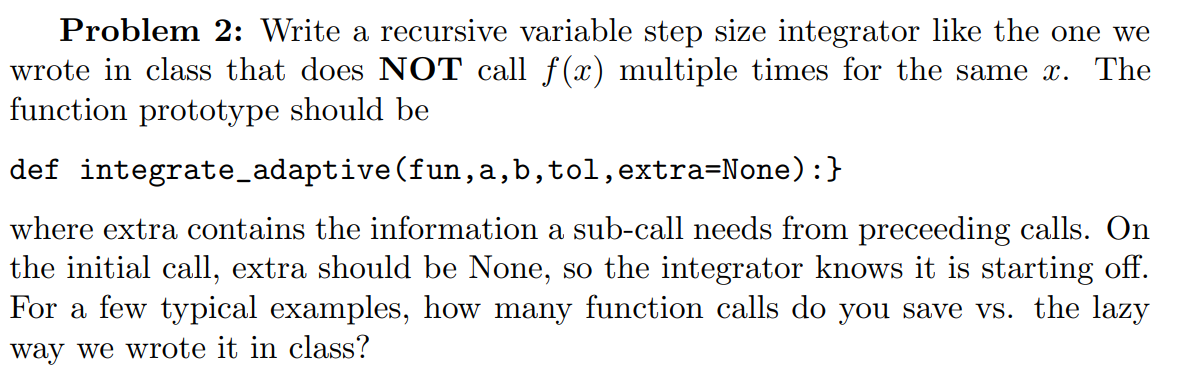 Problem 2: Write a recursive variable step size integrator like the one we
wrote in class that does NOT call f(x) multiple times for the same x. The
function prototype should be
def integrate_adaptive(fun,a,b,tol,extra=None):}
where extra contains the information a sub-call needs from preceeding calls. On
the initial call, extra should be None, so the integrator knows it is starting off.
For a few typical examples, how many function calls do you save vs. the lazy
way we wrote it in class?